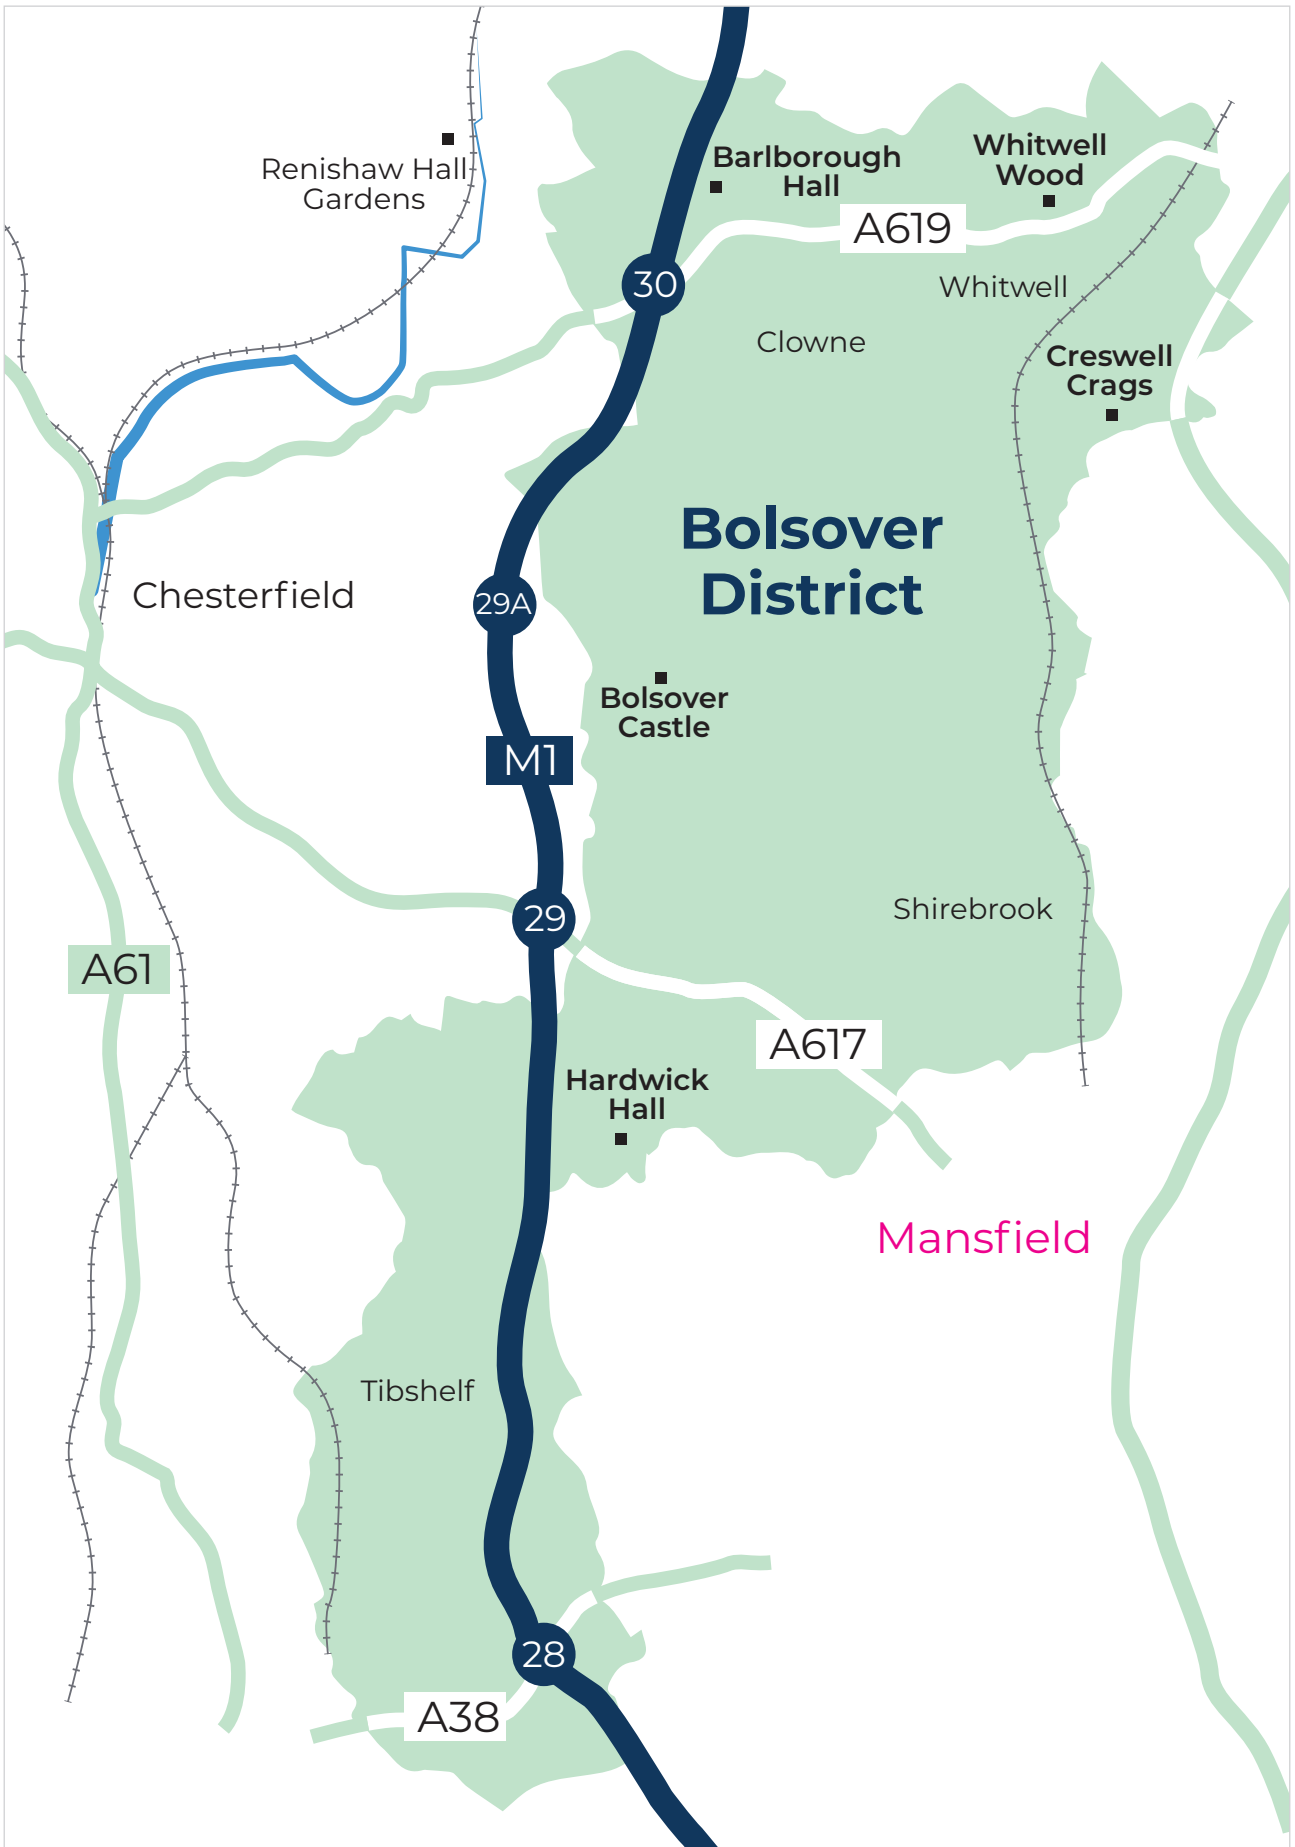 Renishaw Hall
Gardens
Barlborough
Hall
Whitwell
Wood
A619
30
Whitwell
Clowne
Creswell
Crags
Bolsover
District
Chesterfield
29A
Bolsover
Castle
M1
Shirebrook
29
A61
A617
Hardwick
Hall
Mansfield
Tibshelf
28
A38